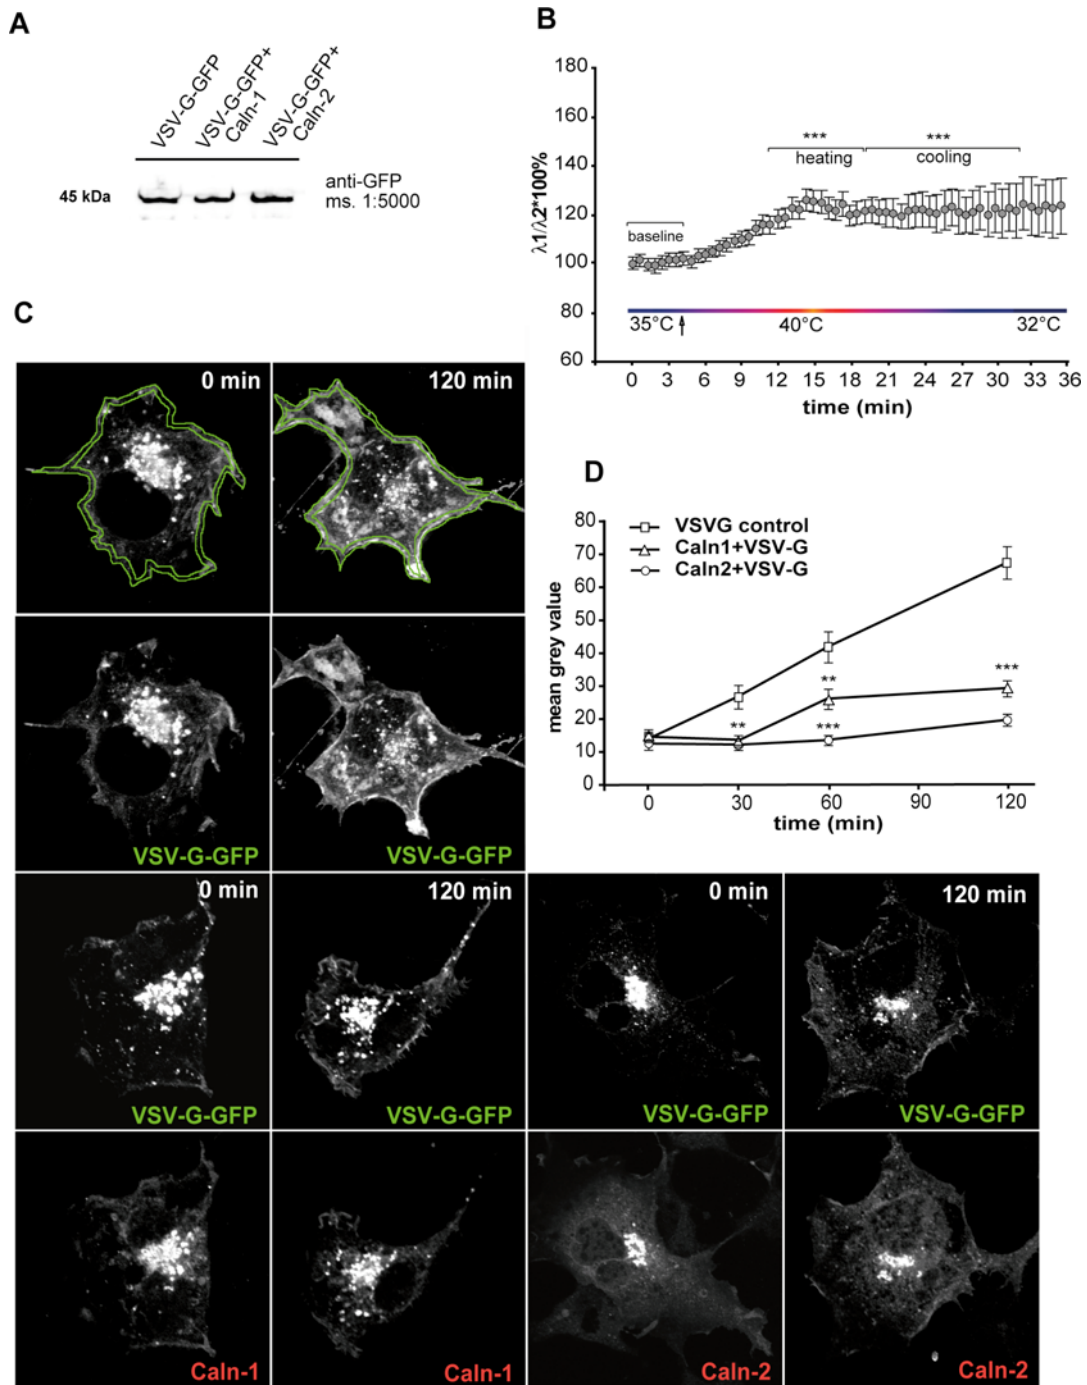 A
VSV-G-GFP
VSV-G-GFP+
Caln-1
VSV-G-GFP+
Caln-2
45 kDa
anti-GFP
ms. 1:5000
B
λ1/λ2*100%
180
160
140
120
100
80
60
baseline
***
heating
***
cooling
35°C
40°C
32°C
0 3 6 9 12 15 18 21 24 27 30 33 36
time (min)
C
0 min
120 min
VSV-G-GFP
VSV-G-GFP
0 min
120 min
0 min
120 min
VSV-G-GFP
VSV-G-GFP
VSV-G-GFP
VSV-G-GFP
Caln-1
Caln-1
Caln-2
Caln-2
D
mean grey value
80
70
60
50
40
30
20
10
0
VSVG control
Caln1+VSV-G
Caln2+VSV-G
**
**
***
***
0 30 60 90 120
time (min)